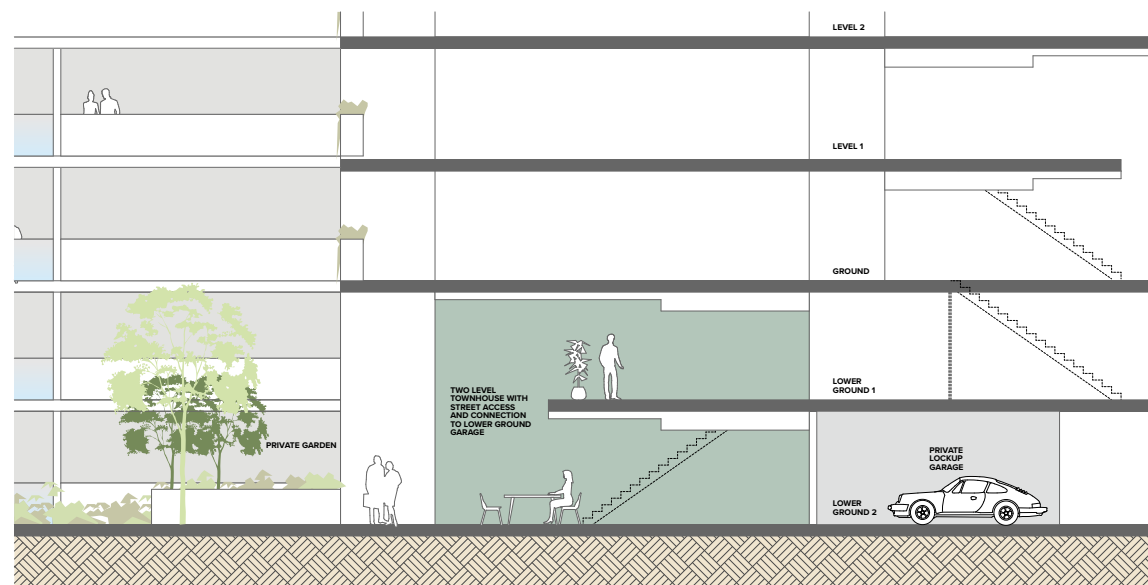 LEVEL 2
LEVEL 1
GROUND
LOWER
GROUND 1
TWO LEVEL
TOWNHOUSE WITH
STREET ACCESS
AND CONNECTION
TO LOWER GROUND
GARAGE
PRIVATE GARDEN
PRIVATE
LOCKUP
GARAGE
LOWER
GROUND 2